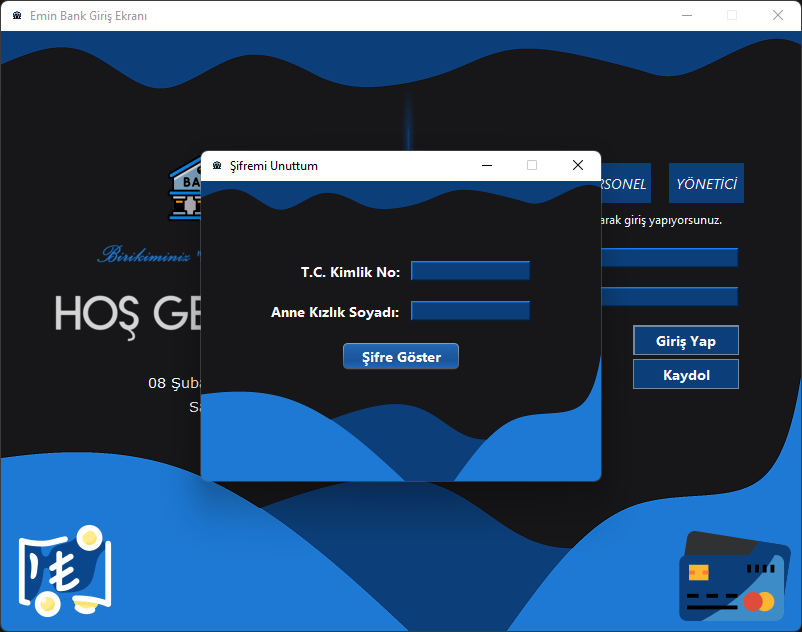 Emin Bank Giriş Ekranı
Şifremi Unuttum
BA
PERSONEL
YÖNETİCİ
arak giriş yapıyorsunuz.
Birikiminiz "
T.C. Kimlik No:
HOŞ GE
Anne Kızlık Soyadı:
Giriş Yap
Şifre Göster
Kaydol
08 Şuba
Sa